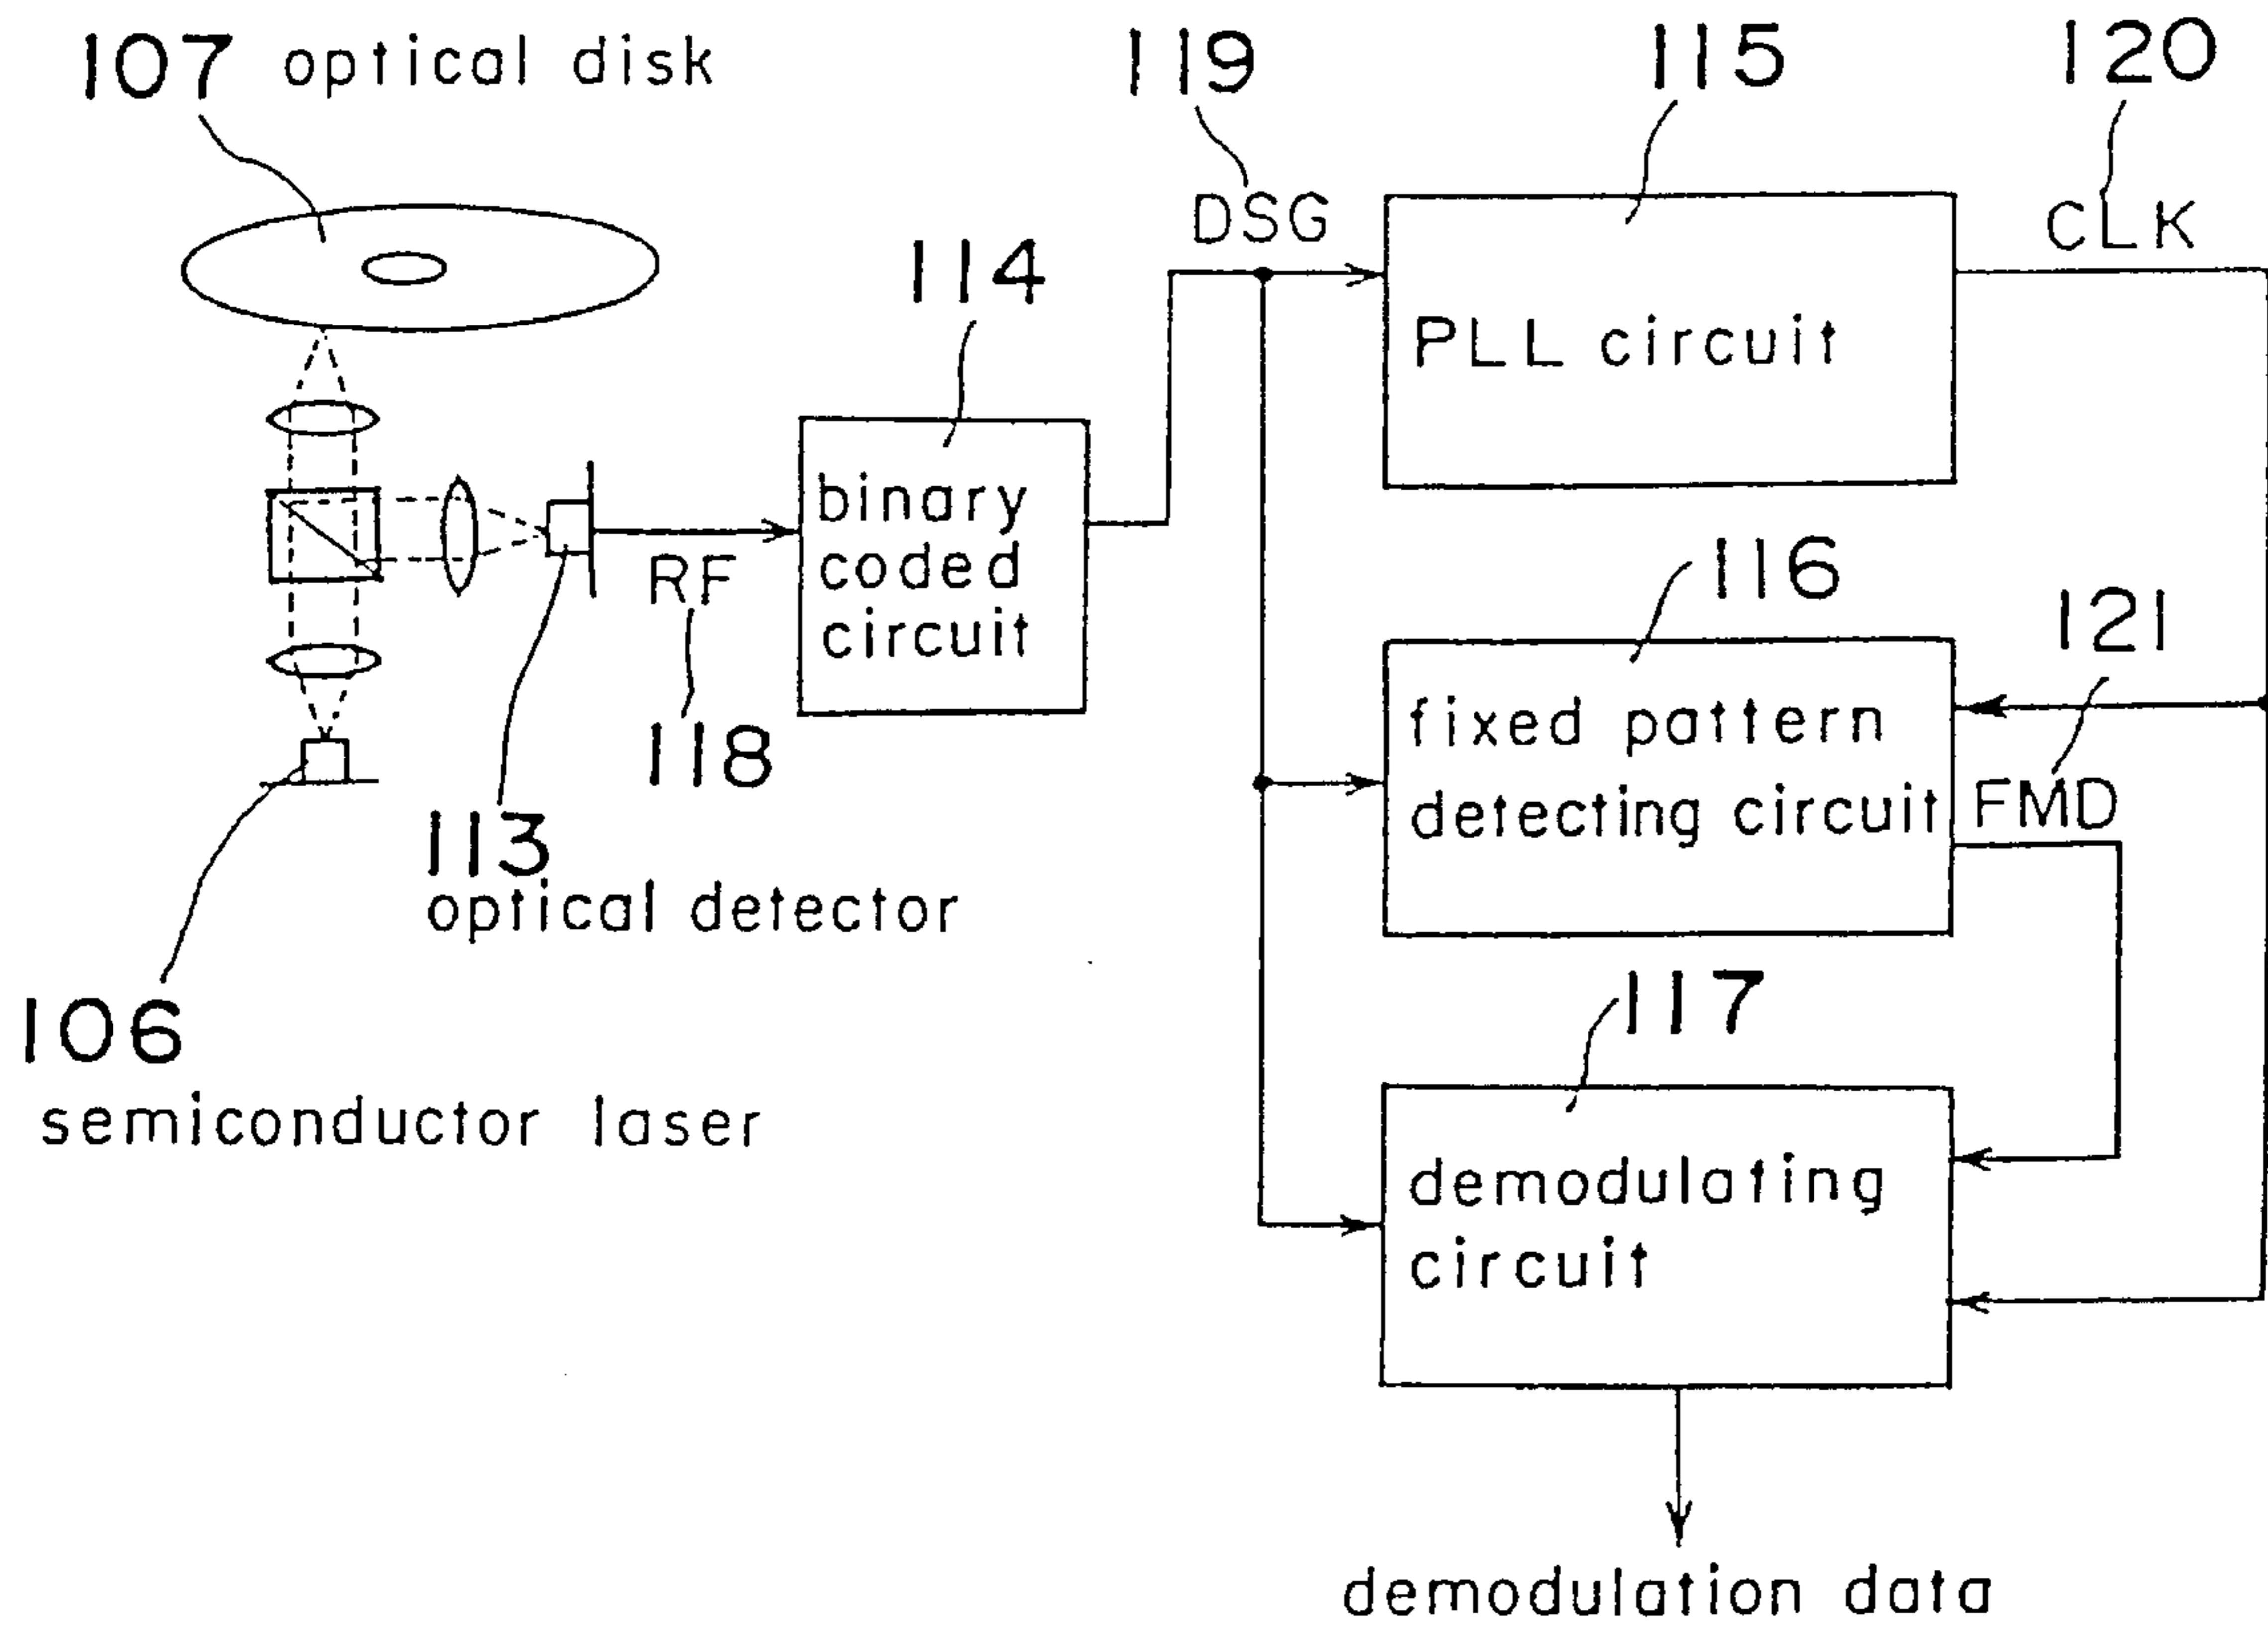 107 optical disk
119
115
120
DSG
CLK
114
PLL circuit
binary
coded
circuit
RF
118
116
121
fixed pattern
detecting circuit
FMD
113
optical detector
106
semiconductor laser
117
demodulating
circuit
demodulation data